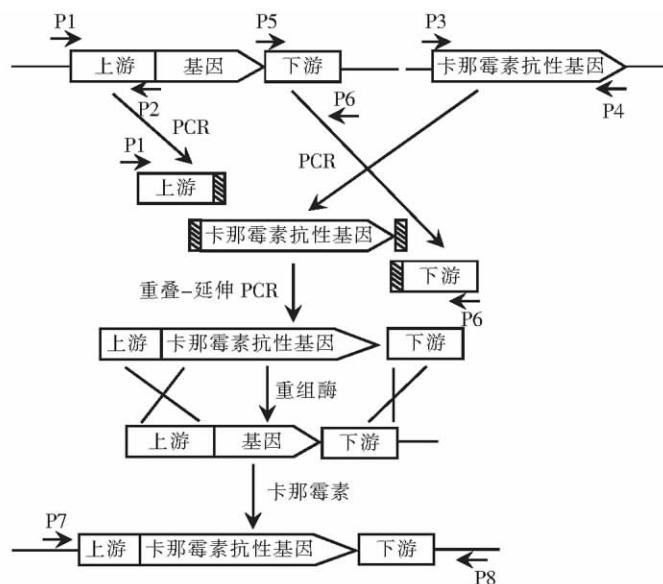 P1 P5 P3
上游 基因 下游 卡那霉素抗性基因
P2 P6 P4
PCR PCR
P1
上游
卡那霉素抗性基因
下游
重叠-延伸 PCR P6
上游 卡那霉素抗性基因 下游
重组酶
上游 基因 下游
卡那霉素
P7
上游 卡那霉素抗性基因 下游
P8